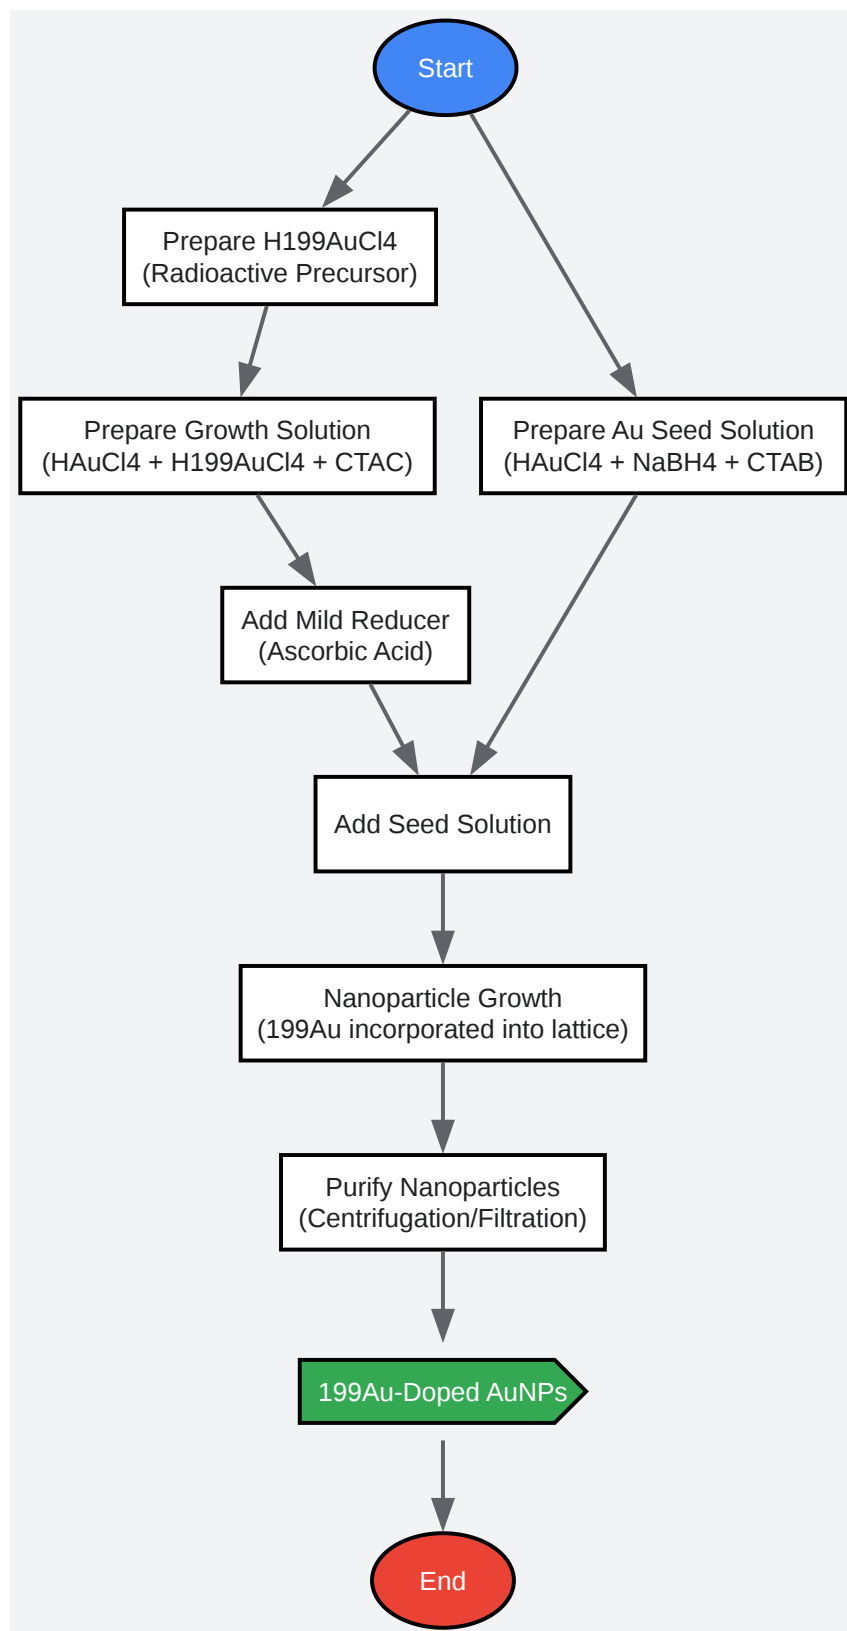 Start
Prepare H199AuCl4
(Radioactive Precursor)
Prepare Growth Solution
(HAuCl4 + H199AuCl4 + CTAC)
Prepare Au Seed Solution
(HAuCl4 + NaBH4 + CTAB)
Add Mild Reducer
(Ascorbic Acid)
Add Seed Solution
Nanoparticle Growth
(199Au incorporated into lattice)
Purify Nanoparticles
(Centrifugation/Filtration)
199Au-Doped AuNPs
End